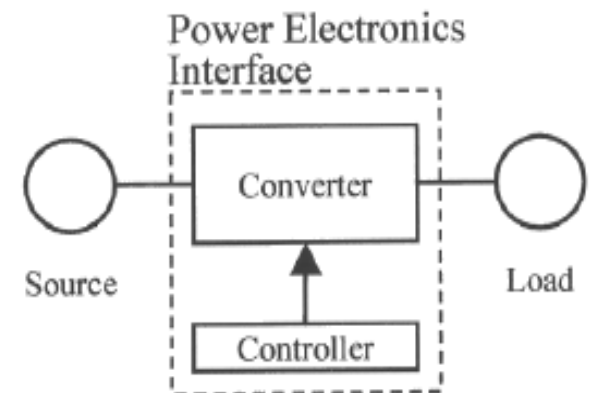 Power Electronics
Interface
Converter
Source
Load
Controller